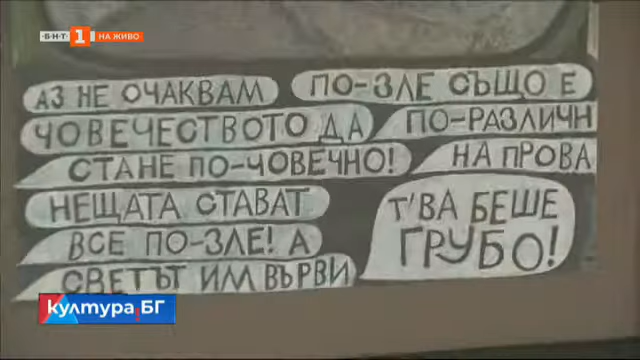 БНТ 1 НА ЖИВО
АЗ НЕ ОЧАКВАМ
ЧОВЕЧЕСТВОТО ДА
СТАНЕ ПО-ЧОВЕЧНО!
НЕЩАТА СТАВАТ
ВСЕ ПО-ЗЛЕ! А
СВЕТЪТ ИМ ВЪРВИ
ПО-ЗЛЕ СЪЩО Е
ПО-РАЗЛИЧН
НА ПРОВА
Т'ВА БЕШЕ
ГРУБО!
култура.БГ